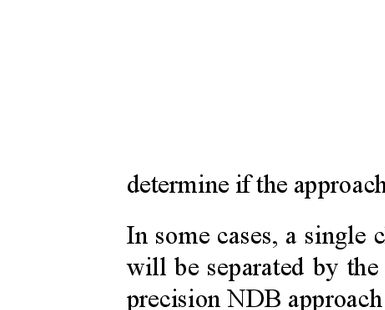 determine if the approach
In some cases, a single
will be separated by the
precision NDB approach